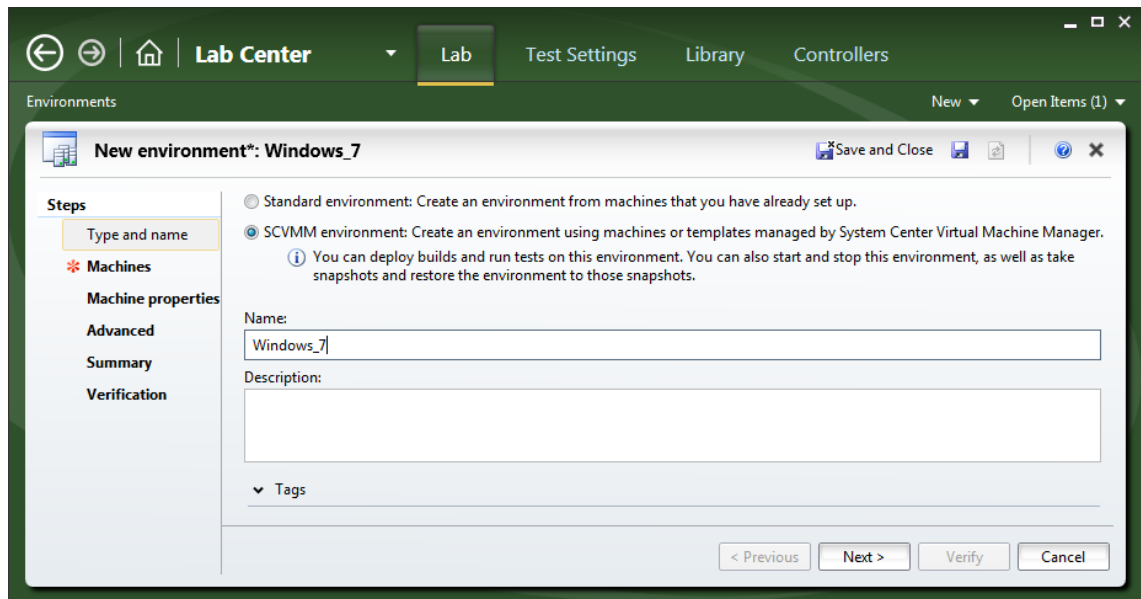 Lab Center
Lab
Test Settings
Library
Controllers
Environments
New
Open Items (1)
New environment*: Windows_7
Save and Close
Steps
Type and name
Machines
Machine properties
Advanced
Summary
Verification
Standard environment: Create an environment from machines that you have already set up.
SCVMM environment: Create an environment using machines or templates managed by System Center Virtual Machine Manager.
You can deploy builds and run tests on this environment. You can also start and stop this environment, as well as take
snapshots and restore the environment to those snapshots.
Name:
Windows_7
Description:
Tags
< Previous
Next >
Verify
Cancel